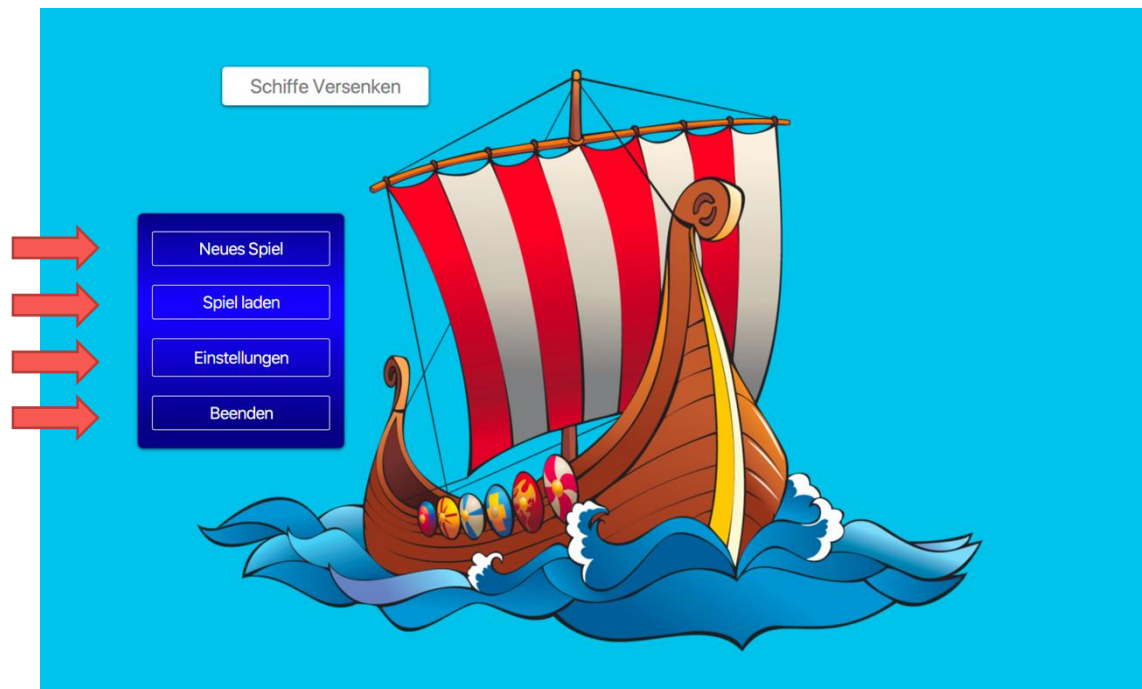 Schiffe Versenken
Neues Spiel
Spiel laden
Einstellungen
Beenden